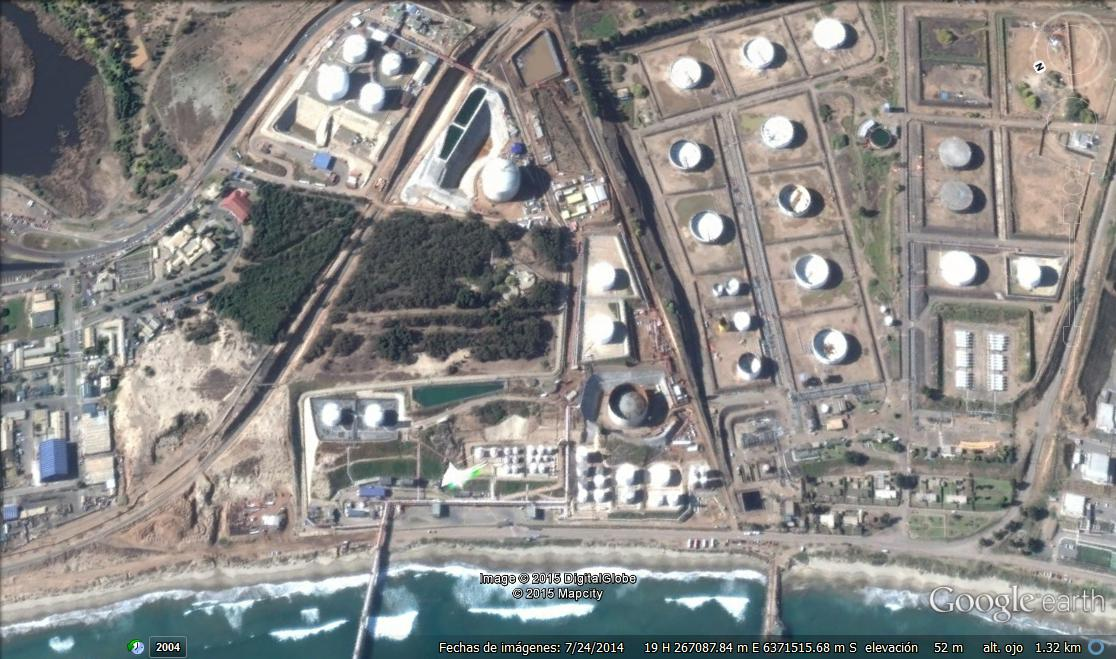 N
Image © 2015 DigitalGlobe
© 2015 Mapcity
Google earth
2004
Fechas de imágenes: 7/24/2014 19 H 267087.84 m E 6371515.68 m S elevación 52 m alt. ojo 1.32 km